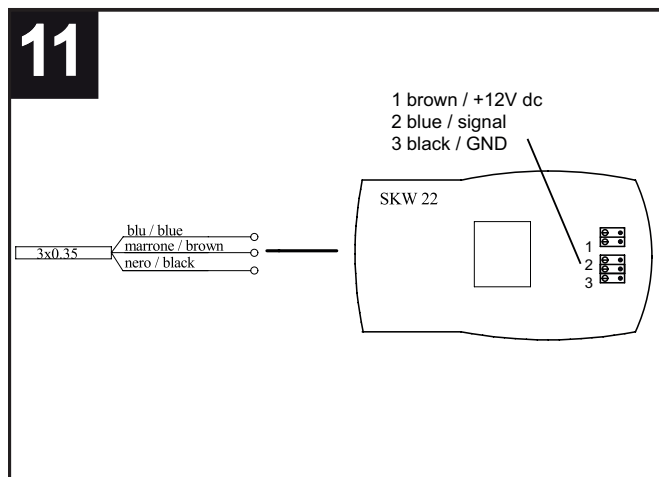 11
1 brown / +12V dc
2 blue / signal
3 black / GND
SKW 22
blu / blue
marrone / brown
nero / black
3x0.35
1
2
3